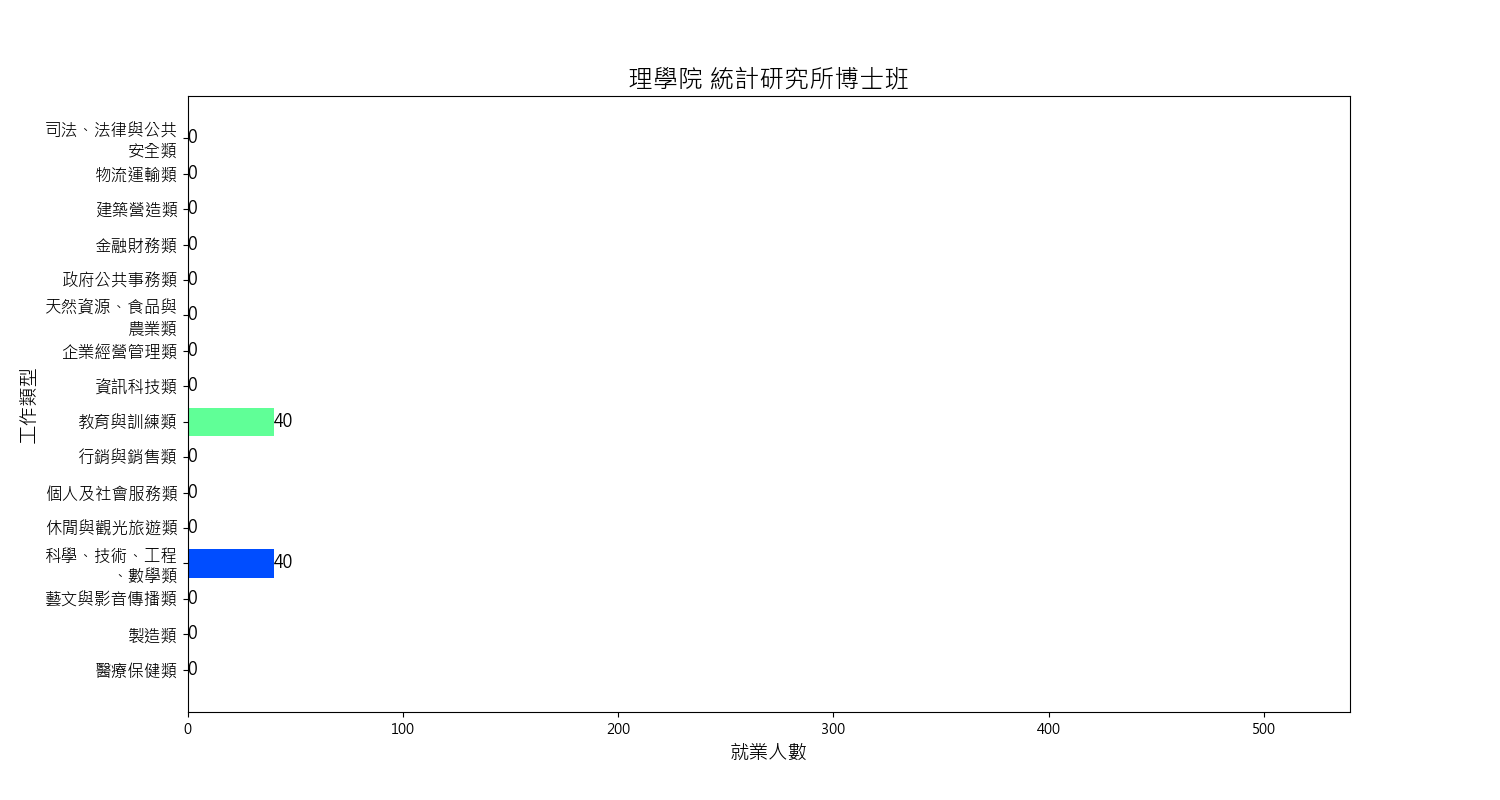 理學院 統計研究所博士班
司法、法律與公共
安全類
0
物流運輸類
0
建築營造類
0
金融財務類
0
政府公共事務類
0
天然資源、食品與
農業類
0
企業經營管理類
0
資訊科技類
0
教育與訓練類
40
行銷與銷售類
0
個人及社會服務類
0
休閒與觀光旅遊類
0
科學、技術、工程
、數學類
40
藝文與影音傳播類
0
製造類
0
醫療保健類
0
工作類型
0
100
200
300
400
500
就業人數